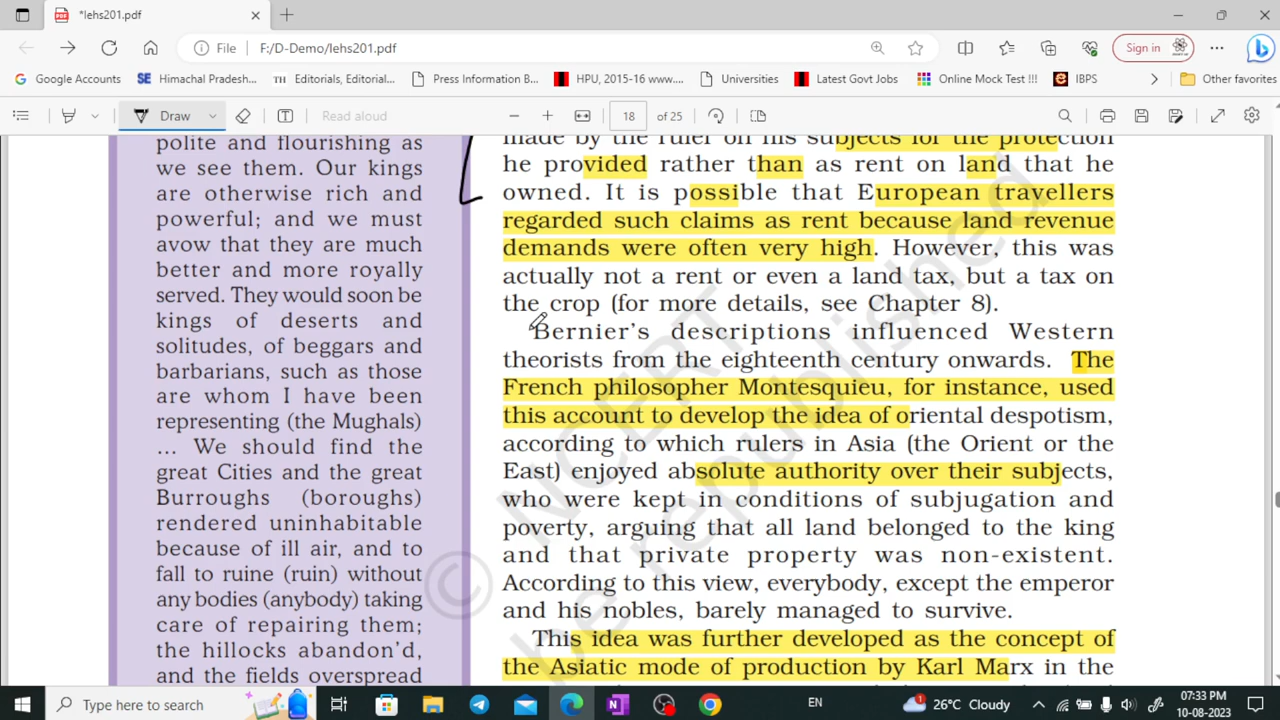 *lehs201.pdf
File
F:/D-Demo/lehs201.pdf
Sign in
Google Accounts
SE Himachal Pradesh...
TH Editorials, Editorial...
Press Information B...
HPU, 2015-16 www....
Universities
Latest Govt Jobs
Online Mock Test !!!
IBPS
Other favorites
Draw
Read aloud
18 of 25
polite and flourishing as
we see them. Our kings
are otherwise rich and
powerful; and we must
avow that they are much
better and more royally
served. They would soon be
kings of deserts and
solitudes, of beggars and
barbarians, such as those
are whom I have been
representing (the Mughals)
... We should find the
great Cities and the great
Burroughs (boroughs)
rendered uninhabitable
because of ill air, and to
fall to ruine (ruin) without
any bodies (anybody) taking
care of repairing them;
the hillocks abandon'd,
and the fields overspread
made by the ruler on his subjects for the protection
he provided rather than as rent on land that he
owned. It is possible that European travellers
regarded such claims as rent because land revenue
demands were often very high. However, this was
actually not a rent or even a land tax, but a tax on
the crop (for more details, see Chapter 8).
Bernier's descriptions influenced Western
theorists from the eighteenth century onwards. The
French philosopher Montesquieu, for instance, used
this account to develop the idea of oriental despotism,
according to which rulers in Asia (the Orient or the
East) enjoyed absolute authority over their subjects,
who were kept in conditions of subjugation and
poverty, arguing that all land belonged to the king
and that private property was non-existent.
According to this view, everybody, except the emperor
and his nobles, barely managed to survive.
This idea was further developed as the concept of
the Asiatic mode of production by Karl Marx in the
© NCERT
be republished
Type here to search
26°C Cloudy
EN
07:33 PM
10-08-2023